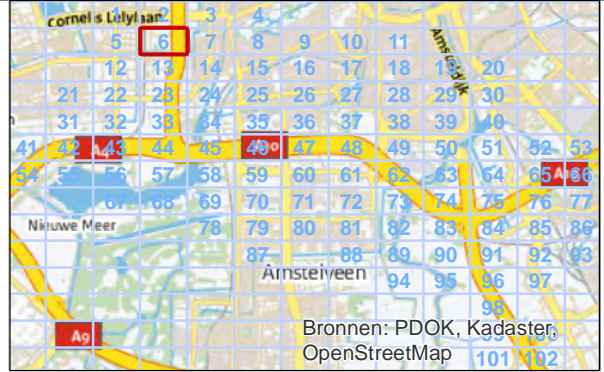 Cornelis Lelylaan
1 2 3 4
5 6 7 8 9 10 11
Amsteldijk
12 13 14 15 16 17 18 19 20
21 22 23 24 25 26 27 28 29 30
31 32 33 34 35 36 37 38 39 40
41 42 43 44 45 46 47 48 49 50 51 52 53
54 55 56 57 58 59 60 61 62 63 64 65 66
67 68 69 70 71 72 73 74 75 76 77
Nieuwe Meer
78 79 80 81 82 83 84 85 86
87 88 89 90 91 92 93
Amstelveen
94 95 96 97
98
A9
Bronnen: PDOK, Kadaster,
OpenStreetMap
101 102